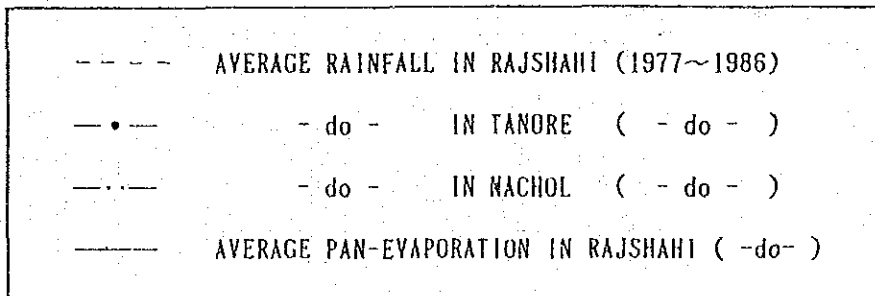 AVERAGE RAINFALL IN RAJSHAHI (1977~1986)
- do - IN TANORE ( - do - )
- do - IN NACHOL ( - do - )
AVERAGE PAN-EVAPORATION IN RAJSHAHI ( -do- )